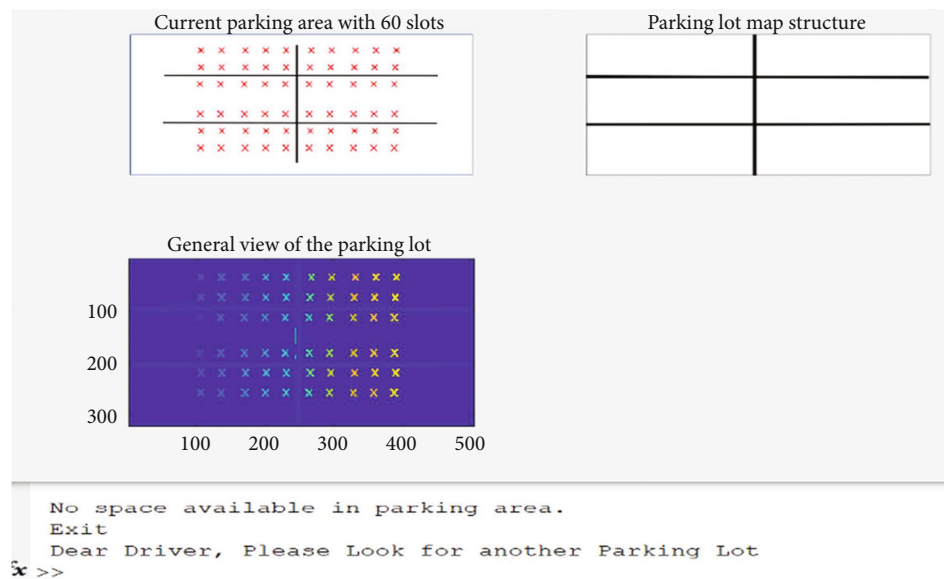 Current parking area with 60 slots
Parking lot map structure
General view of the parking lot
100
200
300
100 200 300 400 500
No space available in parking area.
Exit
Dear Driver, Please Look for another Parking Lot
fx >>